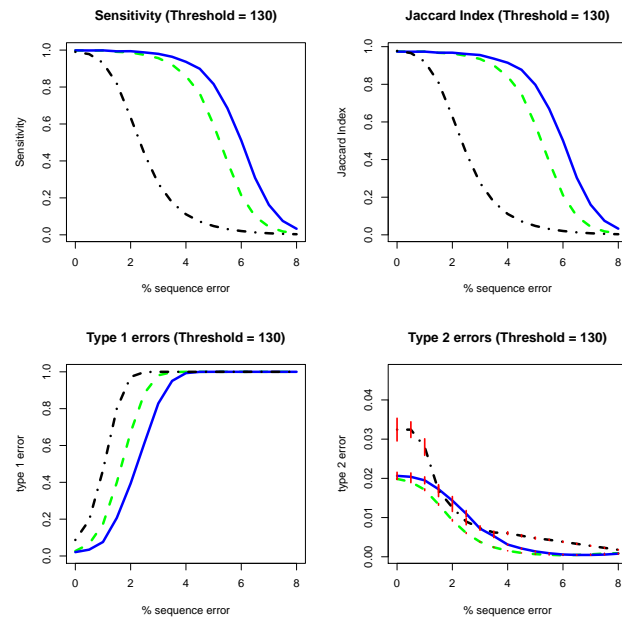 Sensitivity (Threshold = 130)
Sensitivity
1.0
0.8
0.6
0.4
0.2
0.0
0 2 4 6 8
% sequence error
Jaccard Index (Threshold = 130)
Jaccard Index
1.0
0.8
0.6
0.4
0.2
0.0
0 2 4 6 8
% sequence error
Type 1 errors (Threshold = 130)
type 1 error
1.0
0.8
0.6
0.4
0.2
0.0
0 2 4 6 8
% sequence error
Type 2 errors (Threshold = 130)
type 2 error
0.04
0.03
0.02
0.01
0.00
0 2 4 6 8
% sequence error